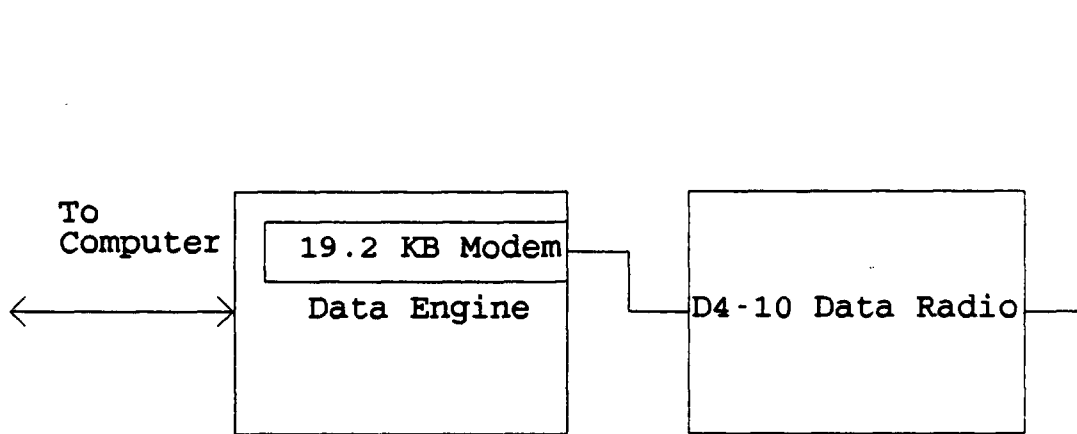 To
Computer
19.2 KB Modem
Data Engine
D4-10 Data Radio